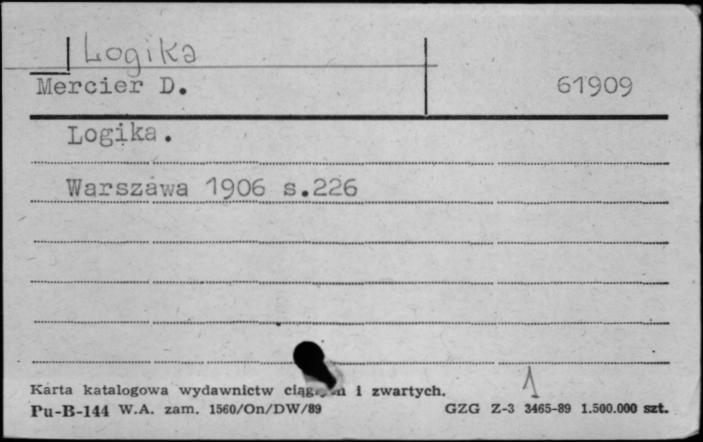 Logika
Mercier D. 61909
Logika.
Warszawa 1906 s.226
1
Karta katalogowa wydawnictw i zwartych.
Pu-B-144 W.A. zam. 1560/On/DW/89 GZG Z-3 3465-89 1.500.000 szt.